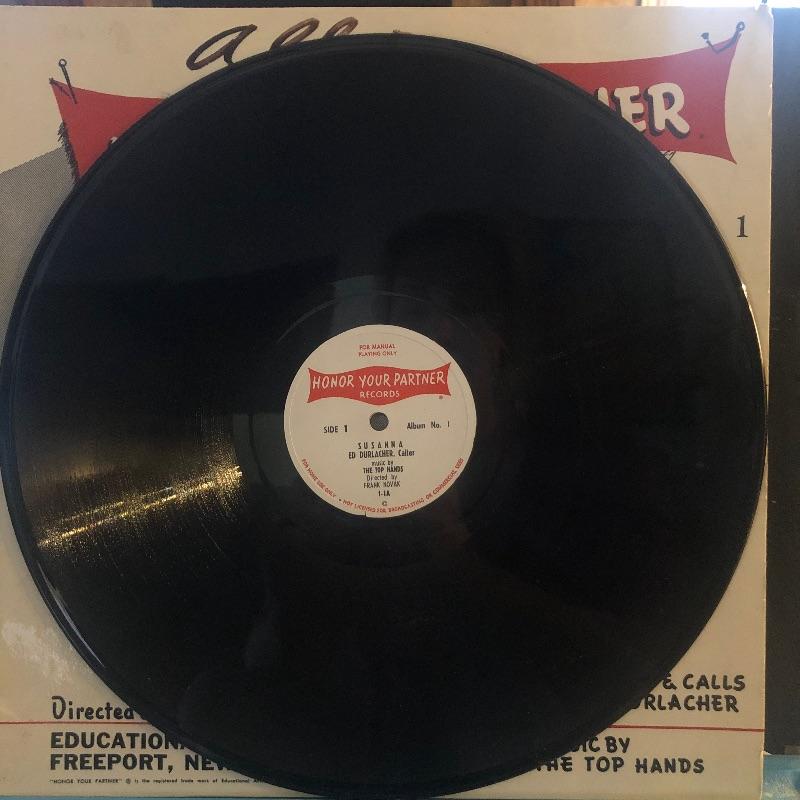 all
ER
1
FOR MANUAL
PLAYING ONLY
HONOR YOUR PARTNER
RECORDS
SIDE 1 Album No. 1
SUSANNA
ED DURLACHER, Caller
music by
THE TOP HANDS
Directed by
FRANK NOVAK
1-1A
FOR HOME USE ONLY • NOT LICENSED FOR BROADCASTING OR COMMERCIAL USES
& CALLS
Directed
RLACHER
EDUCATION
IC BY
FREEPORT, NEW
THE TOP HANDS
"HONOR YOUR PARTNER" ® is the registered trade mark of Educational